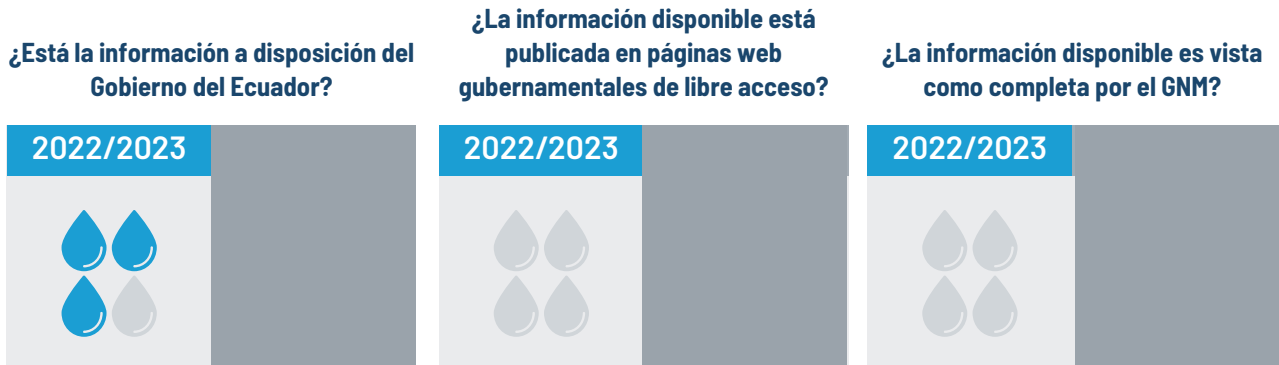 ¿Está la información a disposición del
Gobierno del Ecuador?
¿La información disponible está
publicada en páginas web
gubernamentales de libre acceso?
¿La información disponible es vista
como completa por el GNM?
2022/2023
2022/2023
2022/2023